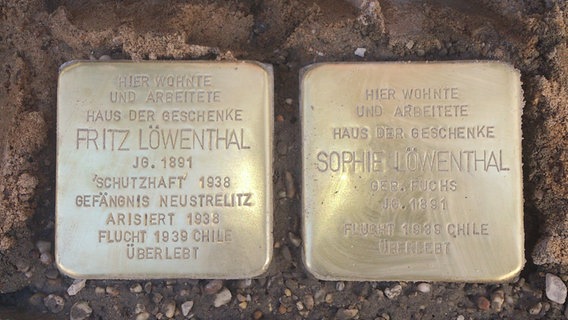 HIER WOHNTE
UND ARBEITETE
HAUS DER GESCHENKE
FRITZ LÖWENTHAL
JG. 1891
'SCHUTZHAFT' 1938
GEFÄNGNIS NEUSTRELITZ
ARISIERT 1938
FLUCHT 1939 CHILE
ÜBERLEBT
HIER WOHNTE
UND ARBEITETE
HAUS DER GESCHENKE
SOPHIE LÖWENTHAL
GEB. FUCHS
JG. 1891
FLUCHT 1939 CHILE
ÜBERLEBT